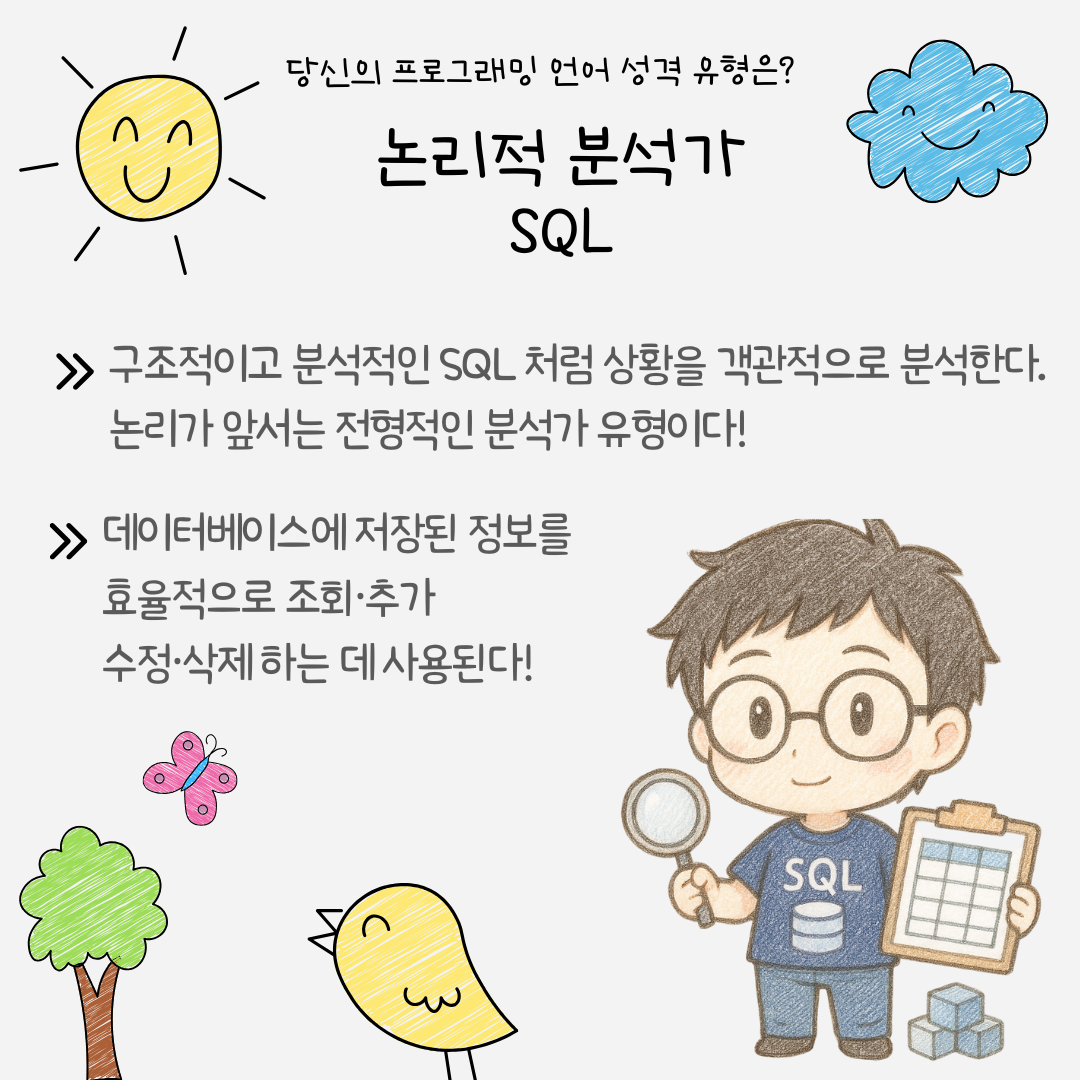 당신의 프로그래밍 언어 성격 유형은?
논리적 분석가
SQL
구조적이고 분석적인 SQL 처럼 상황을 객관적으로 분석한다.
논리가 앞서는 전형적인 분석가 유형이다!
데이터베이스에 저장된 정보를
효율적으로 조회·추가
수정·삭제 하는 데 사용된다!
SQL